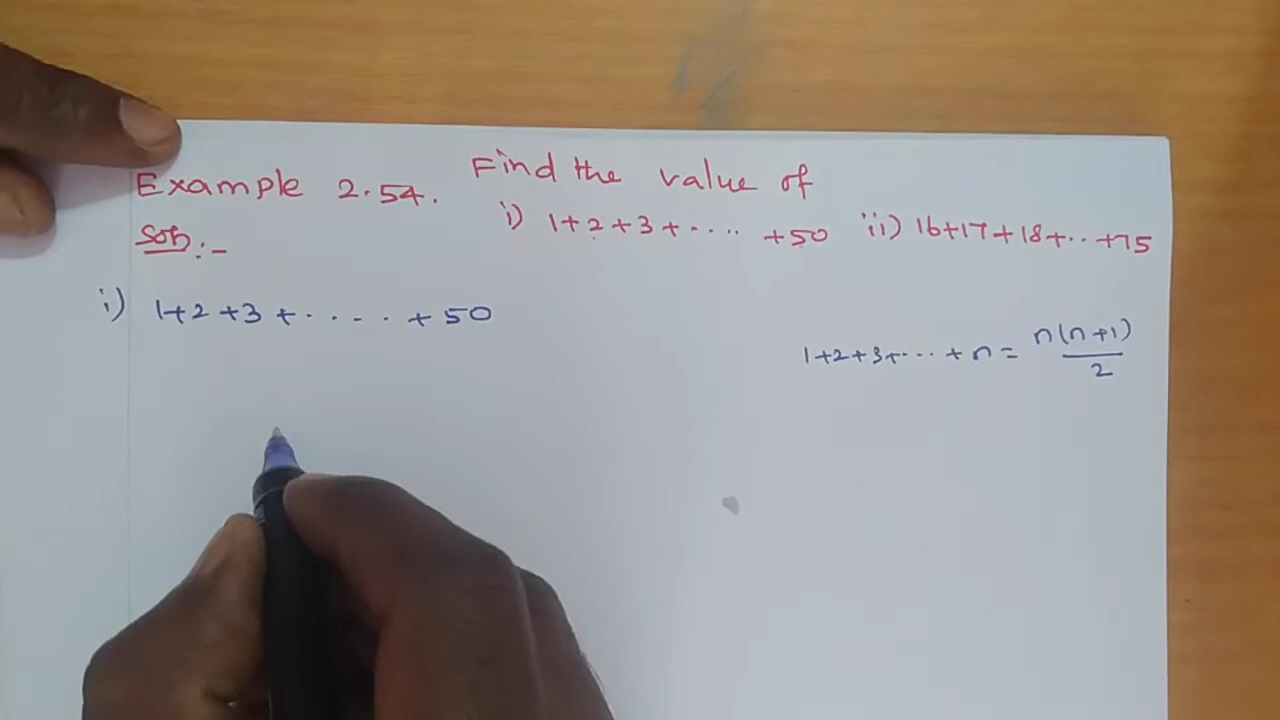 Example 2.54. Find the value of
i) 1+2+3+.... +50 ii) 16+17+18+..+75
Soln:-
i) 1+2+3+.....+50
1+2+3+....+n = n(n+1)/2